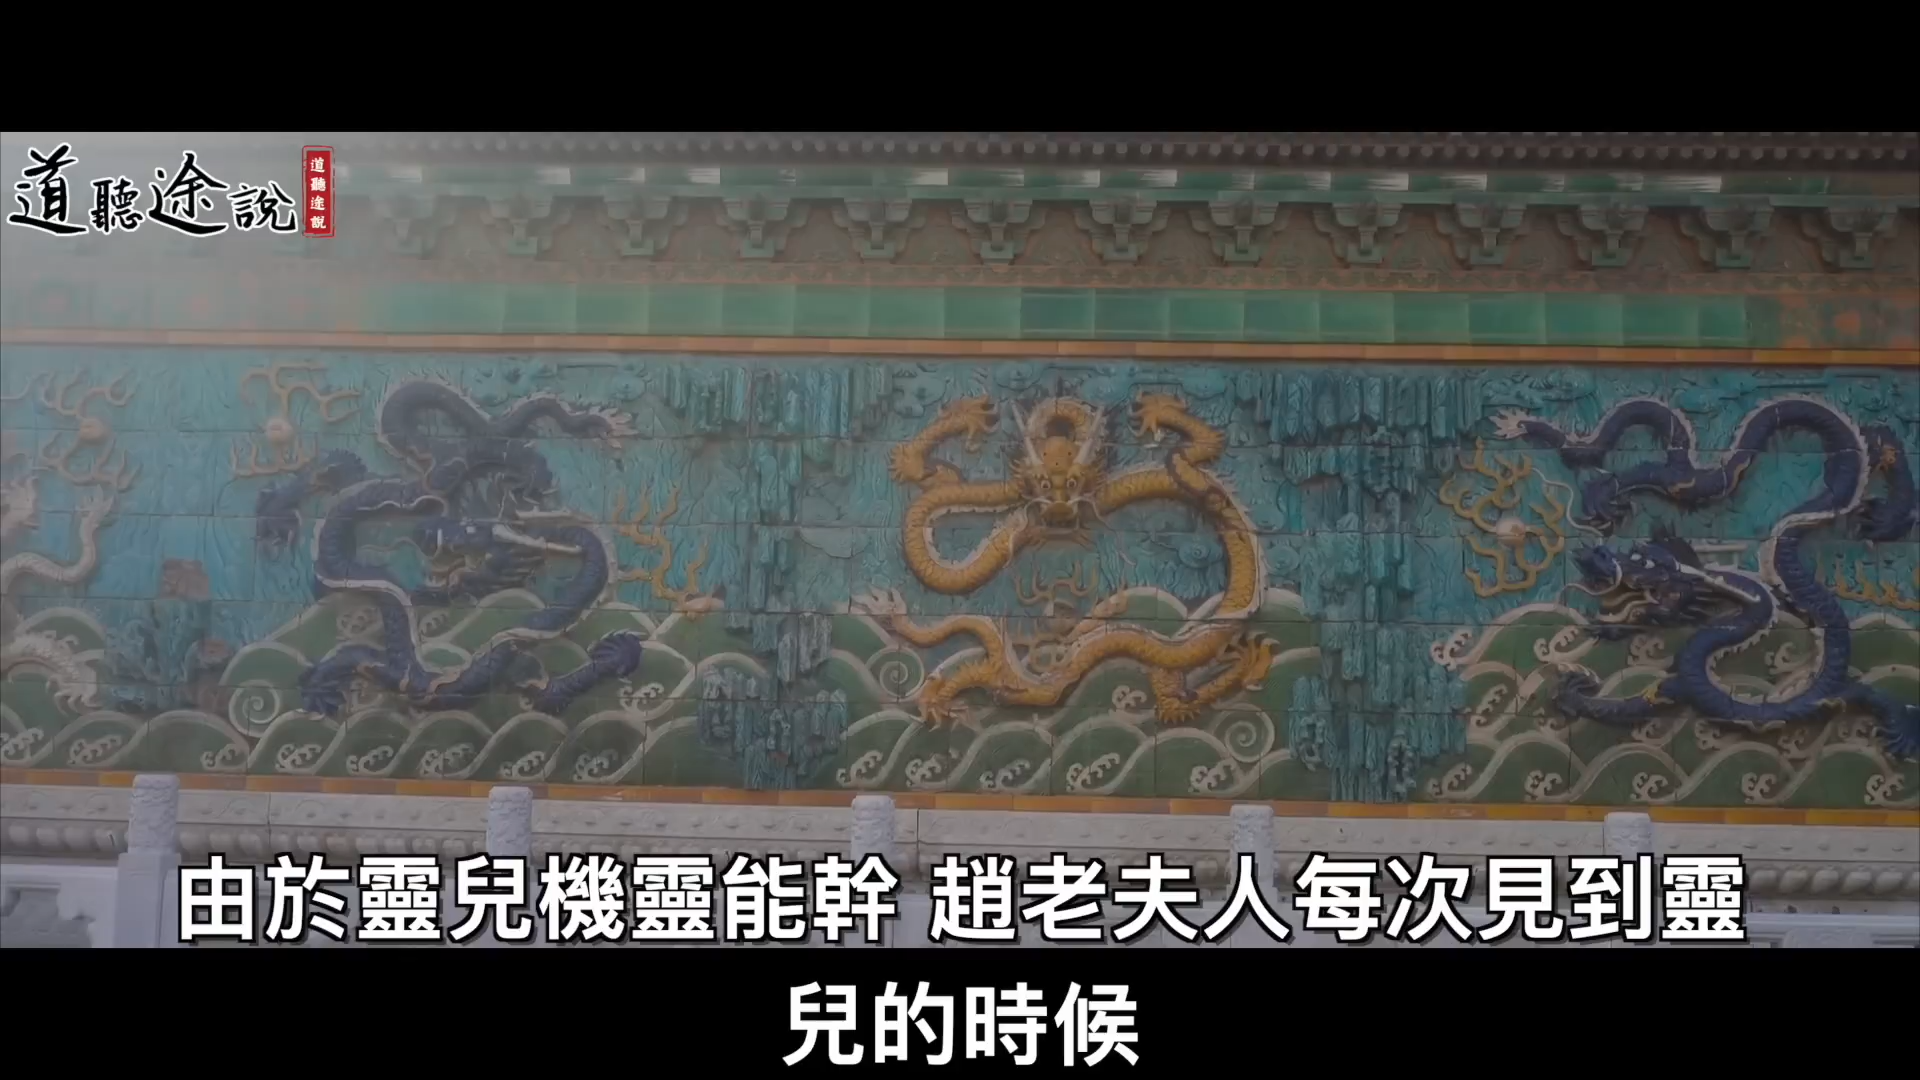 道聽途說
道聽途說
由於靈兒機靈能幹 趙老夫人每次見到靈
兒的時候